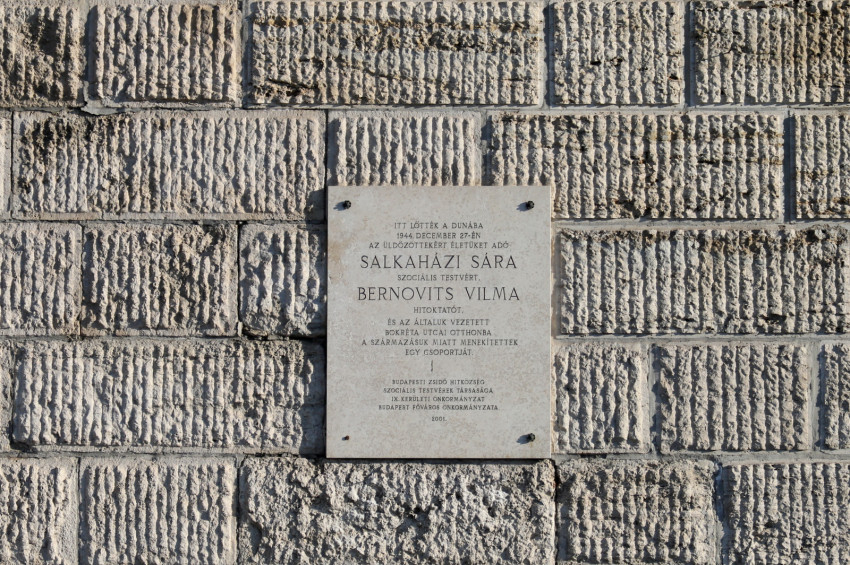 ITT LŐTTÉK A DUNÁBA
1944. DECEMBER 27-ÉN
AZ ÜLDÖZÖTTEKÉRT ÉLETÜKET ADÓ
SALKAHÁZI SÁRA
SZOCIÁLIS TESTVÉRT,
BERNOVITS VILMA
HITOKTATÓT,
ÉS AZ ÁLTALUK VEZETETT
BOKRÉTA UTCAI OTTHONBA
A SZÁRMAZÁSUK MIATT MENEKÍTETTEK
EGY CSOPORTJÁT.
BUDAPESTI ZSIDÓ HITKÖZSÉG
SZOCIÁLIS TESTVÉREK TÁRSASÁGA
IX. KERÜLETI ÖNKORMÁNYZAT
BUDAPEST FŐVÁROS ÖNKORMÁNYZATA
2001.